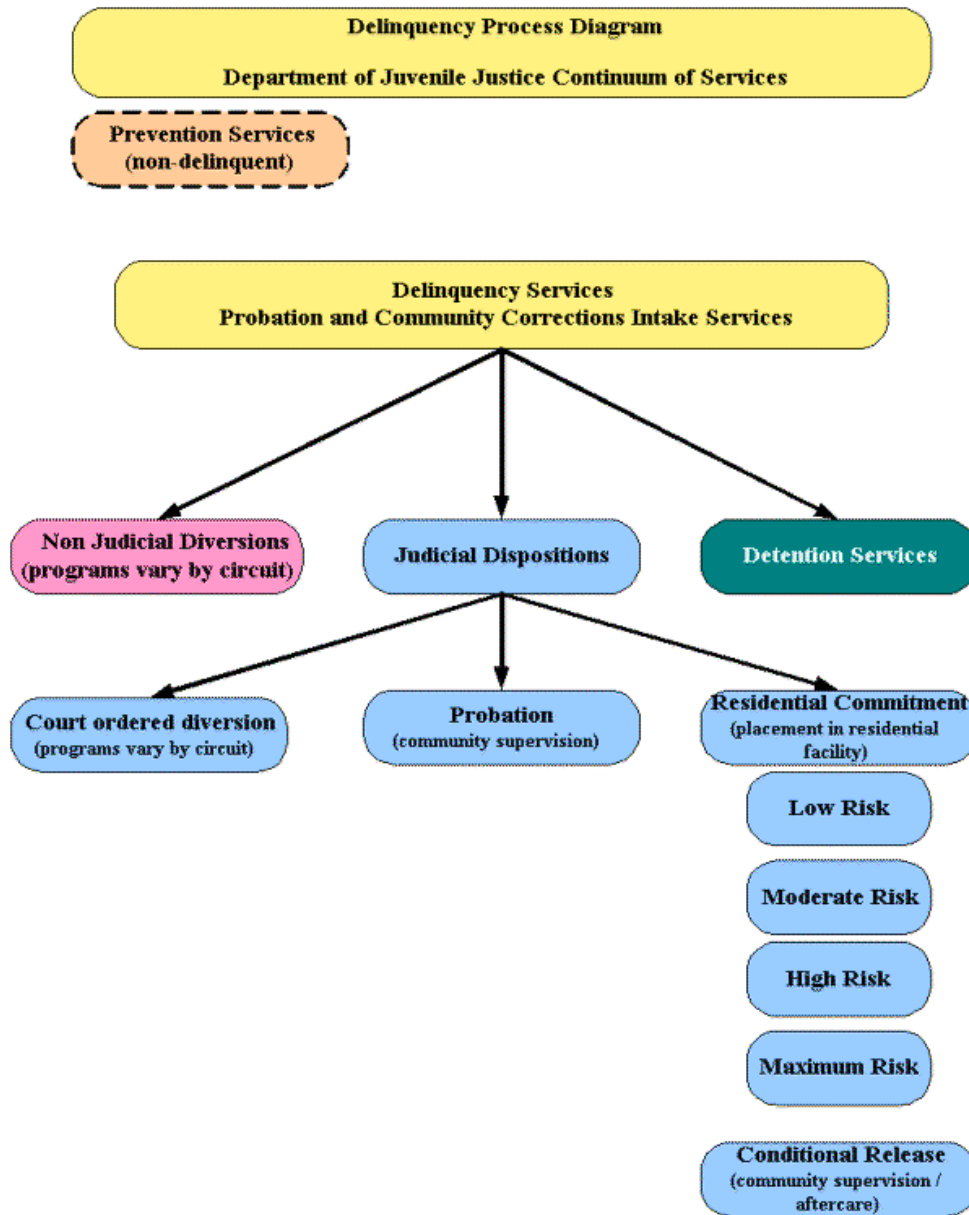 Delinquency Process Diagram
Department of Juvenile Justice Continuum of Services
Prevention Services
(non-delinquent)
Delinquency Services
Probation and Community Corrections Intake Services
Non Judicial Diversions
(programs vary by circuit)
Judicial Dispositions
Detention Services
Court ordered diversion
(programs vary by circuit)
Probation
(community supervision)
Residential Commitment
(placement in residential
facility)
Low Risk
Moderate Risk
High Risk
Maximum Risk
Conditional Release
(community supervision /
aftercare)